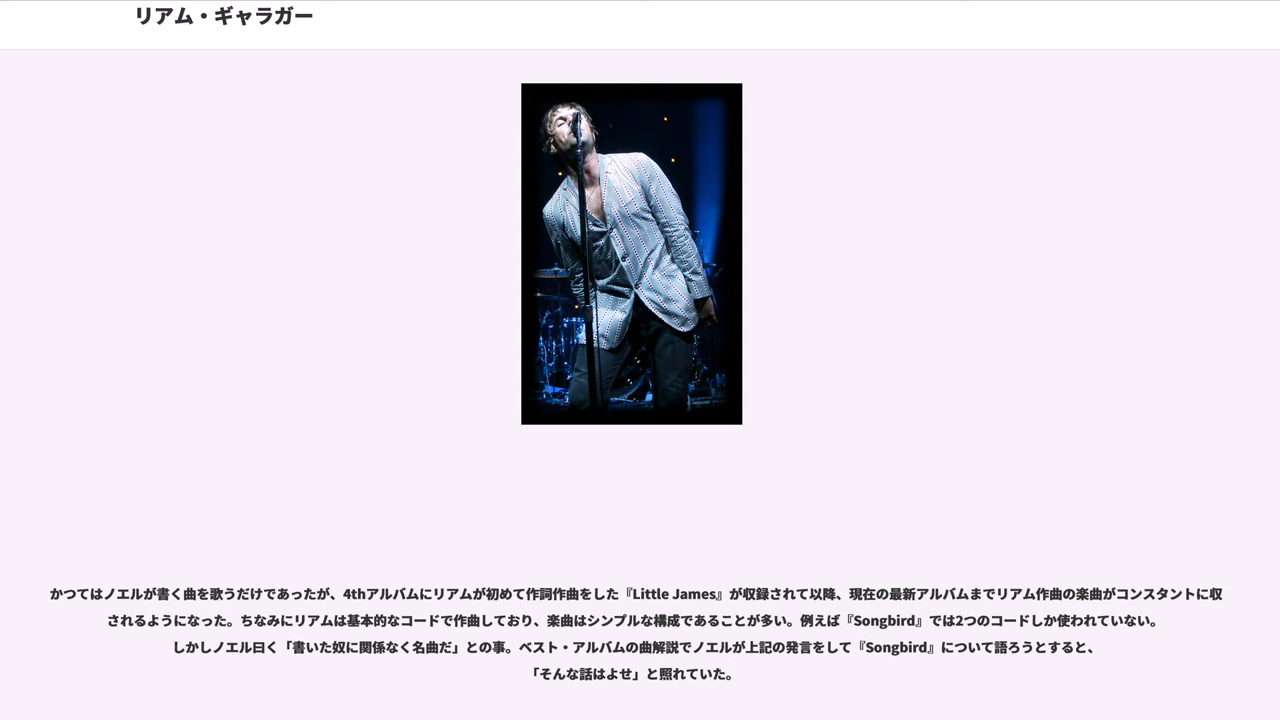 リアム・ギャラガー
かつてはノエルが書く曲を歌うだけであったが、4thアルバムにリアムが初めて作詞作曲をした『Little James』が収録されて以降、現在の最新アルバムまでリアム作曲の楽曲がコンスタントに収
されるようになった。ちなみにリアムは基本的なコードで作曲しており、楽曲はシンプルな構成であることが多い。例えば『Songbird』では2つのコードしか使われていない。
しかしノエル曰く「書いた奴に関係なく名曲だ」との事。ベスト・アルバムの曲解説でノエルが上記の発言をして『Songbird』について語ろうとすると、
「そんな話はよせ」と照れていた。